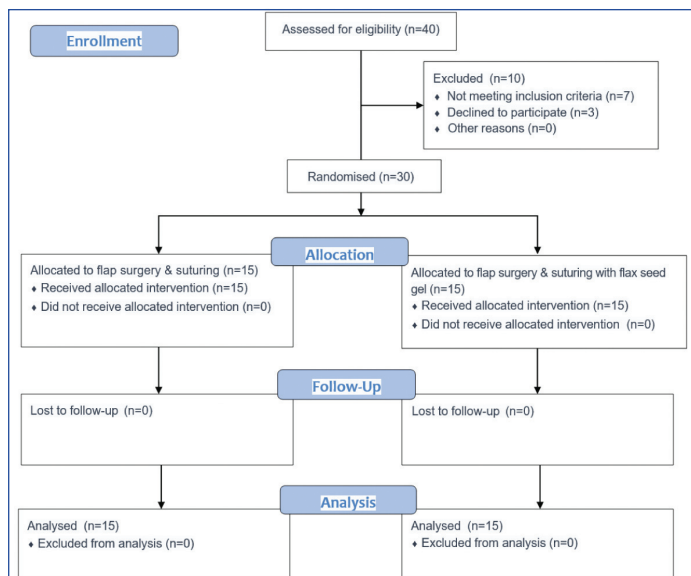 Assessed for eligibility (n=40)
Enrollment
Excluded (n=10)
♦ Not meeting inclusion criteria (n=7)
♦ Declined to participate (n=3)
♦ Other reasons (n=0)
Randomised (n=30)
Allocation
Allocated to flap surgery & suturing (n=15)
♦ Received allocated intervention (n=15)
♦ Did not receive allocated intervention (n=0)
Allocated to flap surgery & suturing with flax seed
gel (n=15)
♦ Received allocated intervention (n=15)
♦ Did not receive allocated intervention (n=0)
Follow-Up
Lost to follow-up (n=0)
Lost to follow-up (n=0)
Analysis
Analysed (n=15)
♦ Excluded from analysis (n=0)
Analysed (n=15)
♦ Excluded from analysis (n=0)